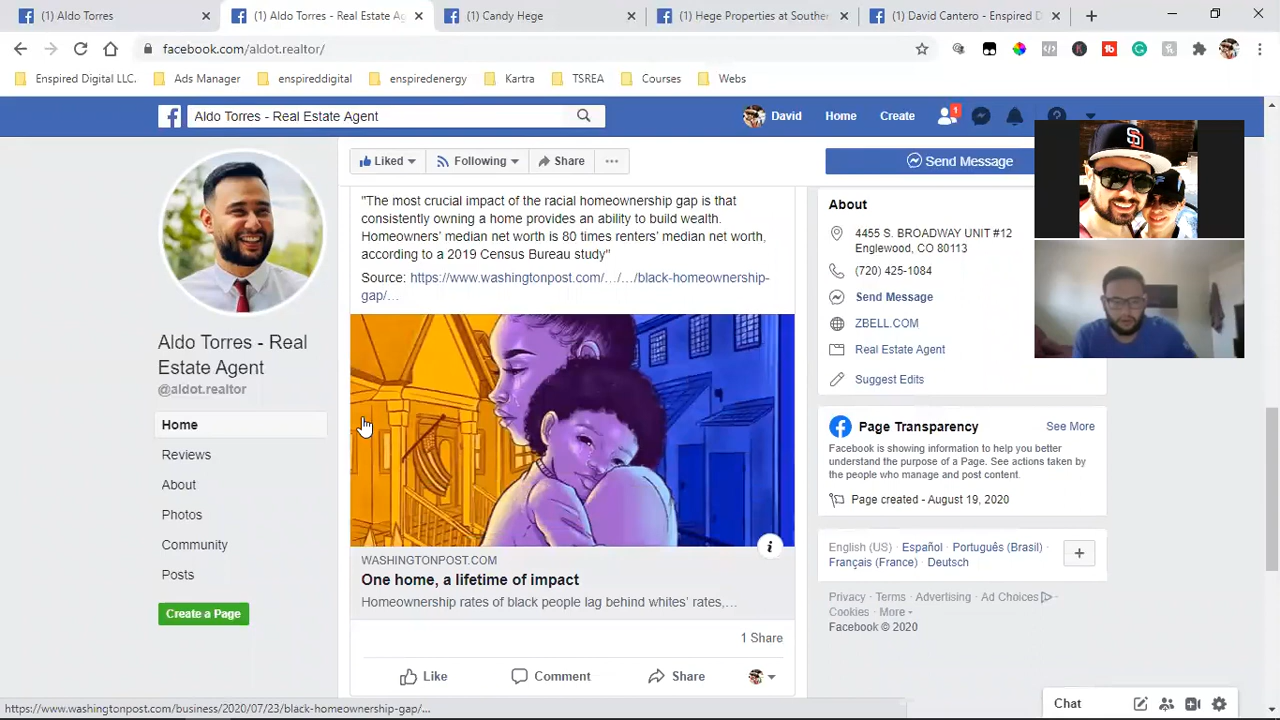 (1) Aldo Torres
(1) Aldo Torres - Real Estate Ag
Candy Hege
(1) Hege Properties at Souther
(1) David Cantero - Enspired D
facebook.com/aldot.realtor/
Enspired Digital LLC.
Ads Manager
enspireddigital
enspiredenergy
Kartra
TSREA
Courses
Webs
Aldo Torres - Real Estate Agent
David
Home
Create
1
Liked
Following
Share
Send Message
Aldo Torres - Real
Estate Agent
@aldot.realtor
Home
Reviews
About
Photos
Community
Posts
Create a Page
"The most crucial impact of the racial homeownership gap is that
consistently owning a home provides an ability to build wealth.
Homeowners' median net worth is 80 times renters' median net worth,
according to a 2019 Census Bureau study"
Source: https://www.washingtonpost.com/…/…/black-homeownership-
gap/…
WASHINGTONPOST.COM
One home, a lifetime of impact
Homeownership rates of black people lag behind whites' rates,…
1 Share
Like
Comment
Share
About
4455 S. BROADWAY UNIT #12
Englewood, CO 80113
(720) 425-1084
Send Message
ZBELL.COM
Real Estate Agent
Suggest Edits
Page Transparency
See More
Facebook is showing information to help you better
understand the purpose of a Page. See actions taken by
the people who manage and post content.
Page created - August 19, 2020
English (US) · Español · Português (Brasil) ·
Français (France) · Deutsch
Privacy · Terms · Advertising · Ad Choices ·
Cookies · More
Facebook © 2020
Chat
https://www.washingtonpost.com/business/2020/07/23/black-homeownership-gap/...